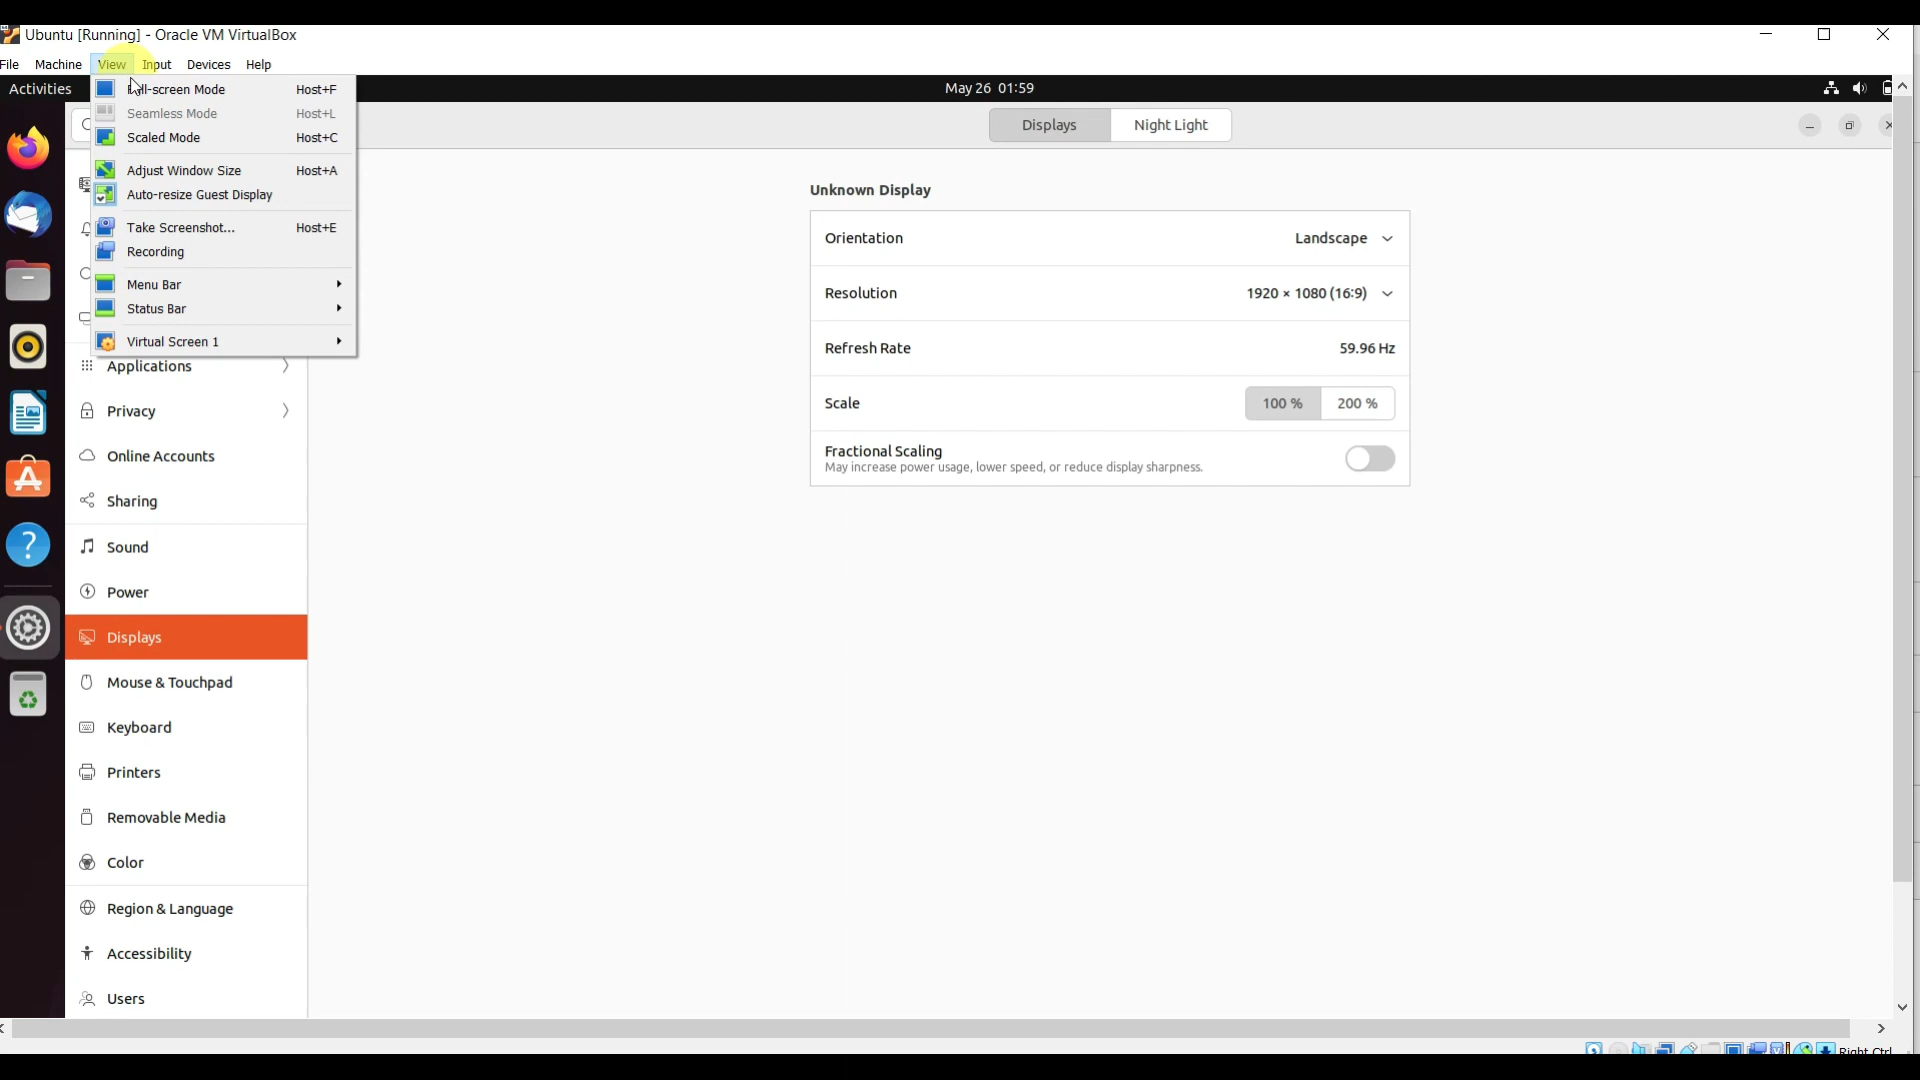 Ubuntu [Running] - Oracle VM VirtualBox
File Machine View Input Devices Help
Activities
May 26 01:59
Full-screen Mode Host+F
Seamless Mode Host+L
Scaled Mode Host+C
Adjust Window Size Host+A
Auto-resize Guest Display
Take Screenshot... Host+E
Recording
Menu Bar
Status Bar
Virtual Screen 1
Displays Night Light
Applications
Privacy
Online Accounts
Sharing
Sound
Power
Displays
Mouse & Touchpad
Keyboard
Printers
Removable Media
Color
Region & Language
Accessibility
Users
Unknown Display
Orientation Landscape
Resolution 1920 × 1080 (16:9)
Refresh Rate 59.96 Hz
Scale 100 % 200 %
Fractional Scaling
May increase power usage, lower speed, or reduce display sharpness.
Right Ctrl